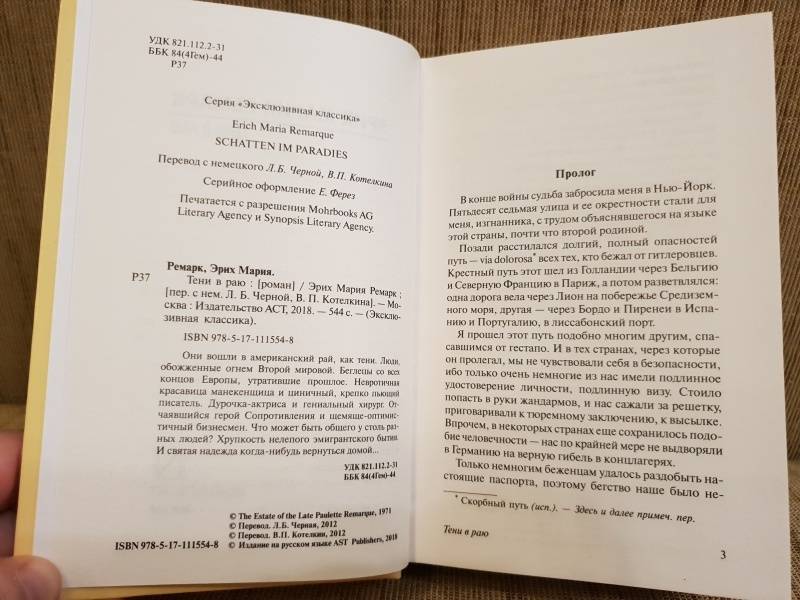 УДК 821.112.2-31
ББК 84(4Гем)-44
Р37
Серия «Эксклюзивная классика»
Erich Maria Remarque
SCHATTEN IM PARADIES
Перевод с немецкого Л.Б. Черной, В.П. Котелкина
Серийное оформление Е. Ферез
Печатается с разрешения Mohrbooks AG
Literary Agency и Synopsis Literary Agency.
Ремарк, Эрих Мария.
Р37 Тени в раю : [роман] / Эрих Мария Ремарк ;
[пер. с нем. Л. Б. Черной, В. П. Котелкина]. — Мо-
сква : Издательство АСТ, 2018. — 544 с. — (Эксклю-
зивная классика).
ISBN 978-5-17-111554-8
Они вошли в американский рай, как тени. Люди,
обожженные огнем Второй мировой. Беглецы со всех
концов Европы, утратившие прошлое. Невротичная
красавица манекенщица и циничный, крепко пьющий
писатель. Дурочка-актриса и гениальный хирург. От-
чаявшийся герой Сопротивления и щемяще-оптимис-
тичный бизнесмен. Что может быть общего у столь раз-
ных людей? Хрупкость нелепого эмигрантского бытия.
И святая надежда когда-нибудь вернуться домой...
УДК 821.112.2-31
ББК 84(4Гем)-44
© The Estate of the Late Paulette Remarque, 1971
© Перевод. Л.Б. Черная, 2012
© Перевод. В.П. Котелкин, 2012
ISBN 978-5-17-111554-8 © Издание на русском языке AST Publishers, 2018
Пролог
В конце войны судьба забросила меня в Нью-Йорк.
Пятьдесят седьмая улица и ее окрестности стали для
меня, изгнанника, с трудом объяснявшегося на языке
этой страны, почти что второй родиной.
Позади расстилался долгий, полный опасностей
путь — via dolorosa* всех тех, кто бежал от гитлеровцев.
Крестный путь этот шел из Голландии через Бельгию
и Северную Францию в Париж, а потом разветвлялся:
одна дорога вела через Лион на побережье Средизем-
ного моря, другая — через Бордо и Пиренеи в Испа-
нию и Португалию, в лиссабонский порт.
Я прошел этот путь подобно многим другим, спа-
савшимся от гестапо. И в тех странах, через которые
он пролегал, мы не чувствовали себя в безопасности,
ибо только очень немногие из нас имели подлинное
удостоверение личности, подлинную визу. Стоило
попасть в руки жандармов, и нас сажали за решетку,
приговаривали к тюремному заключению, к высылке.
Впрочем, в некоторых странах еще сохранилось подо-
бие человечности — нас по крайней мере не выдворяли
в Германию на верную гибель в концлагерях.
Только немногим беженцам удалось раздобыть на-
стоящие паспорта, поэтому бегство наше было не-
* Скорбный путь (исп.). — Здесь и далее примеч. пер.
Тени в раю
3